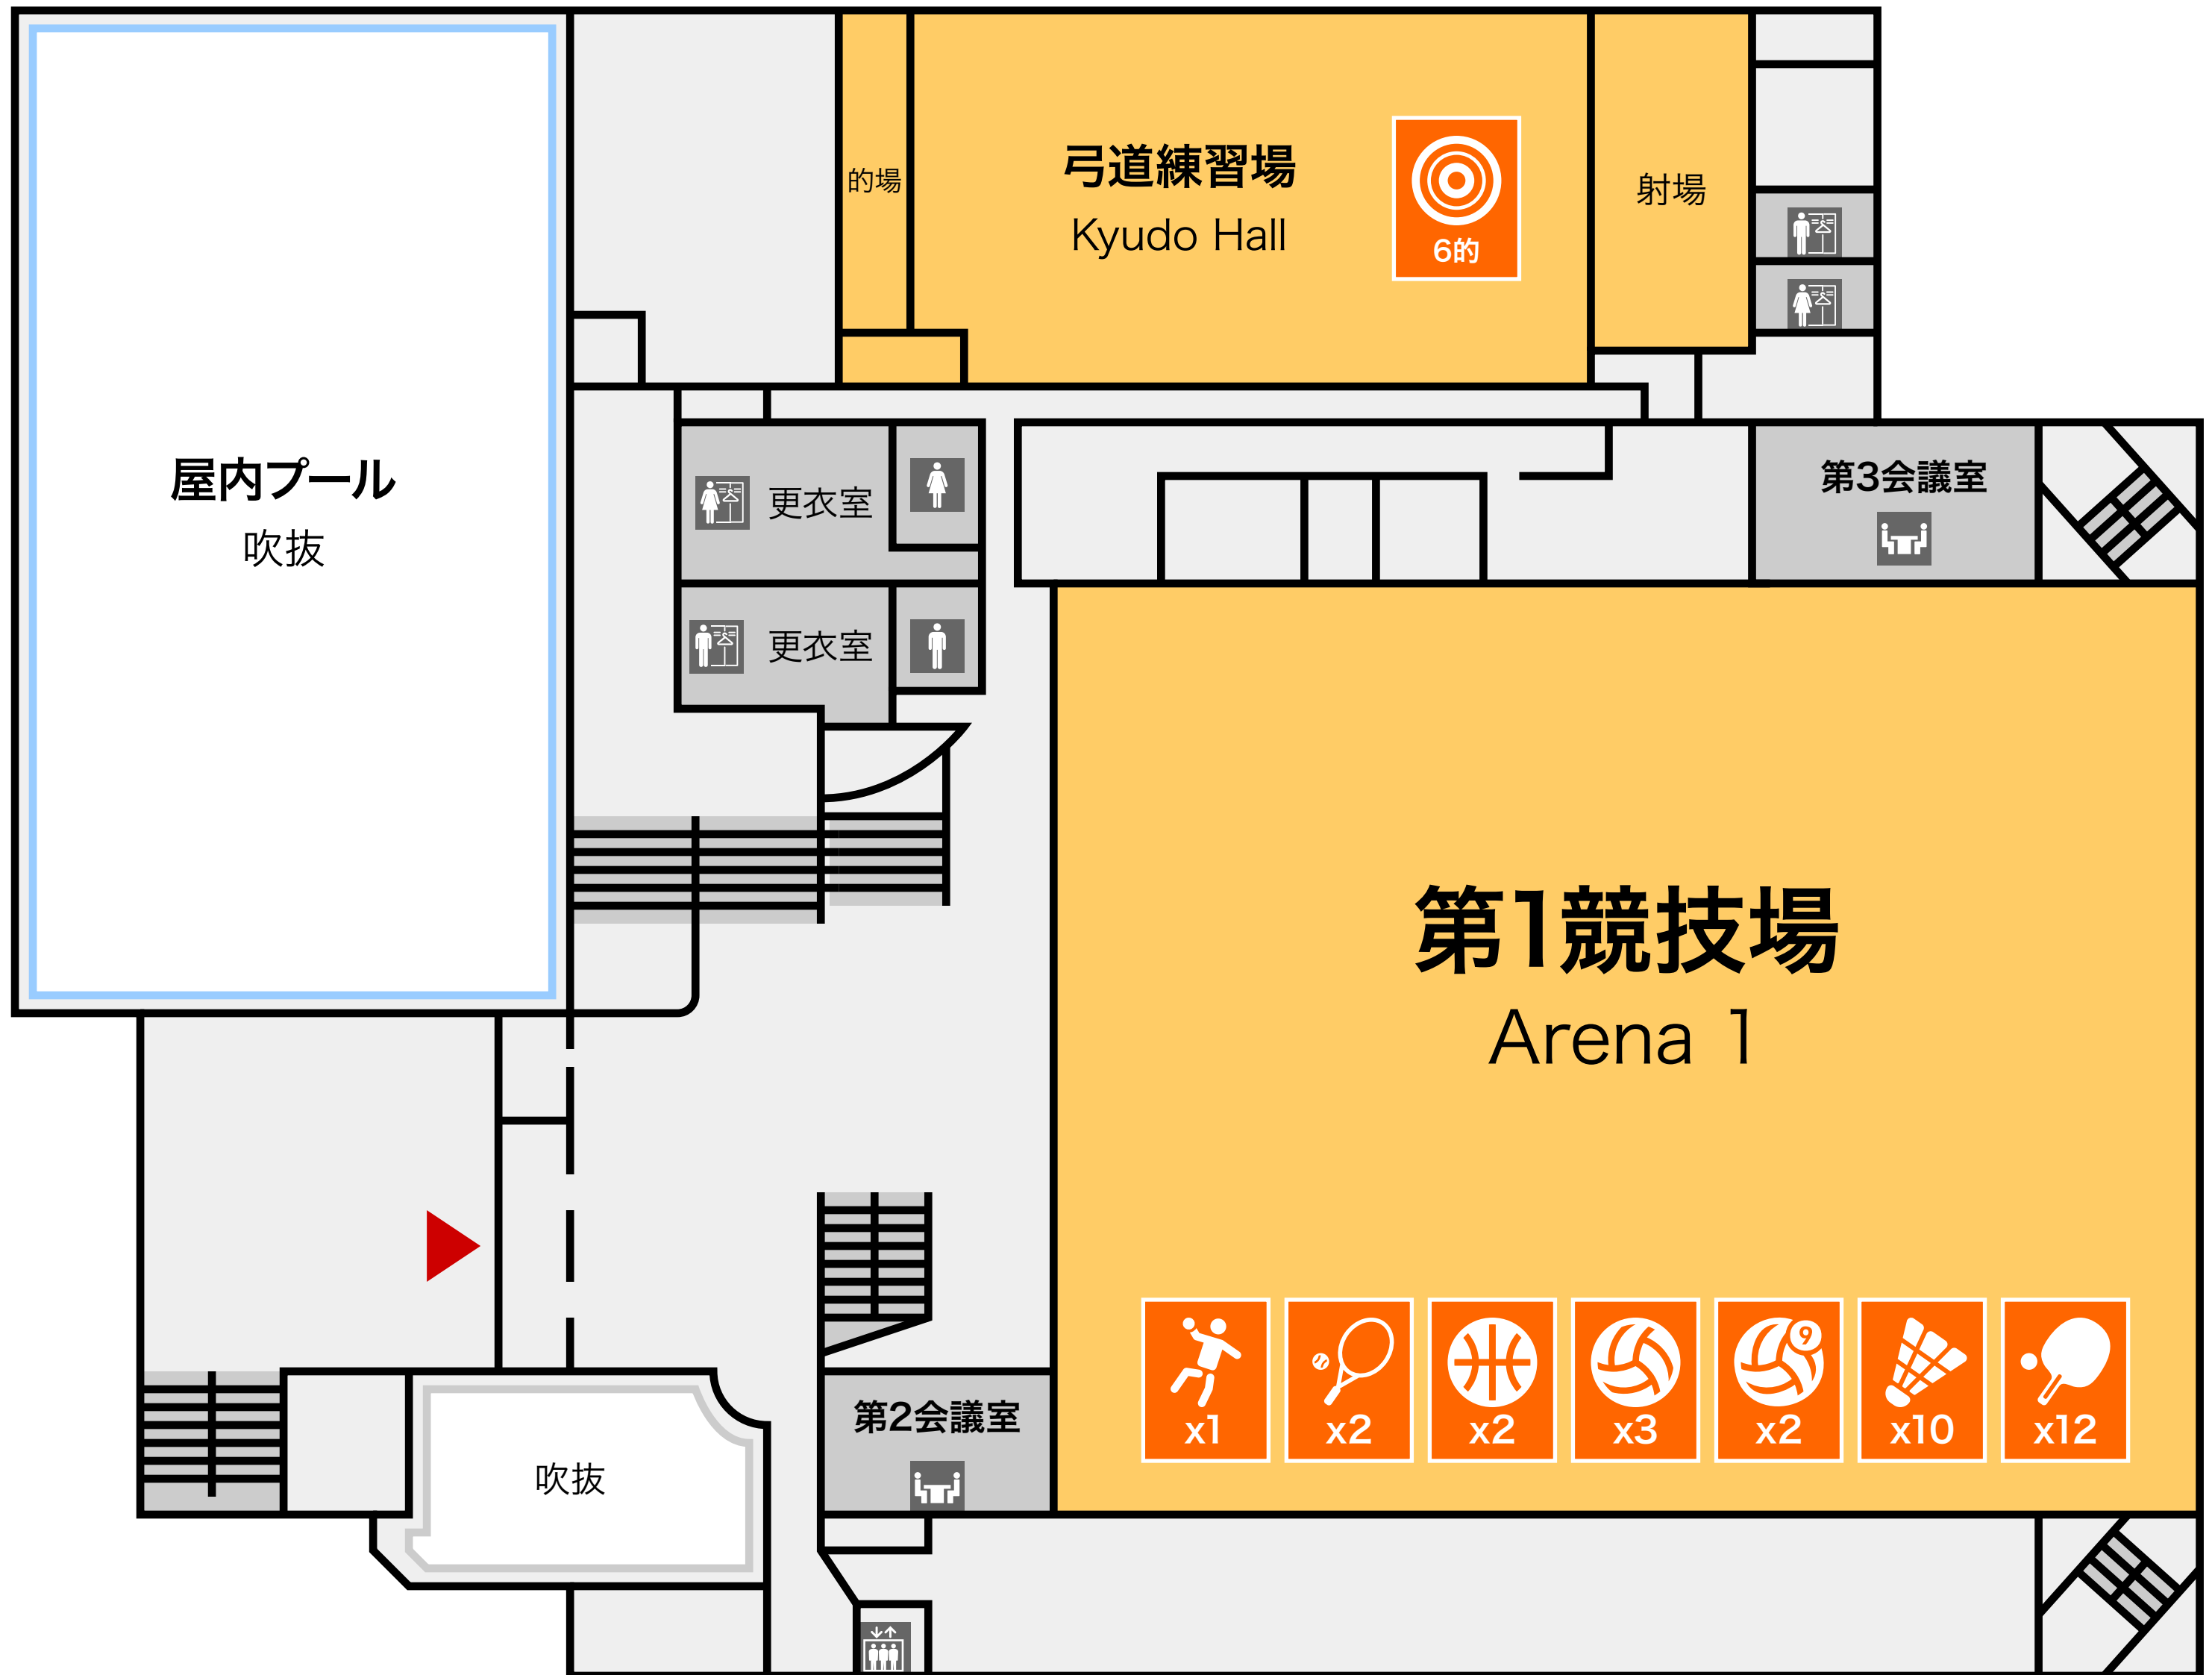 弓道練習場
Kyudo Hall
6的
的場
射場
屋内プール
吹抜
更衣室
更衣室
第3会議室
第1競技場
Arena 1
x1
x2
x2
x3
9
x2
x10
x12
第2会議室
吹抜